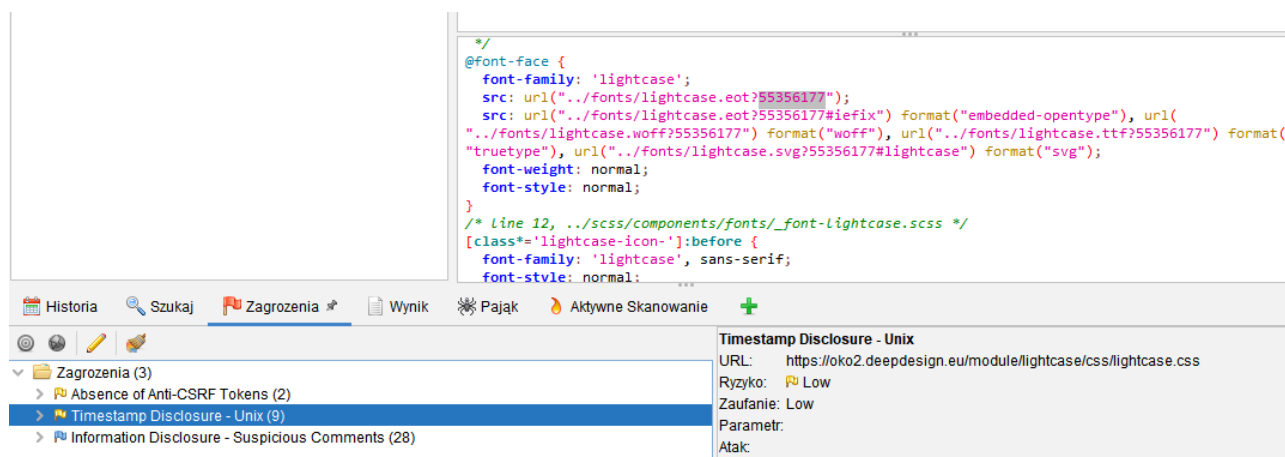 */
@font-face {
font-family: 'lightcase';
src: url("../fonts/lightcase.eot?55356177");
src: url("../fonts/lightcase.eot?55356177#iefix") format("embedded-opentype"), url(
"../fonts/lightcase.woff?55356177") format("woff"), url("../fonts/lightcase.ttf?55356177") format(
"truetype"), url("../fonts/lightcase.svg?55356177#lightcase") format("svg");
font-weight: normal;
font-style: normal;
}
/* line 12, ../scss/components/fonts/_font-lightcase.scss */
[class*='lightcase-icon-']:before {
font-family: 'lightcase', sans-serif;
font-style: normal;
Historia Szukaj Zagrozenia Wynik Pająk Aktywne Skanowanie
Zagrozenia (3)
Absence of Anti-CSRF Tokens (2)
Timestamp Disclosure - Unix (9)
Information Disclosure - Suspicious Comments (28)
Timestamp Disclosure - Unix
URL: https://oko2.deepdesign.eu/module/lightcase/css/lightcase.css
Ryzyko: Low
Zaufanie: Low
Parametr:
Atak: